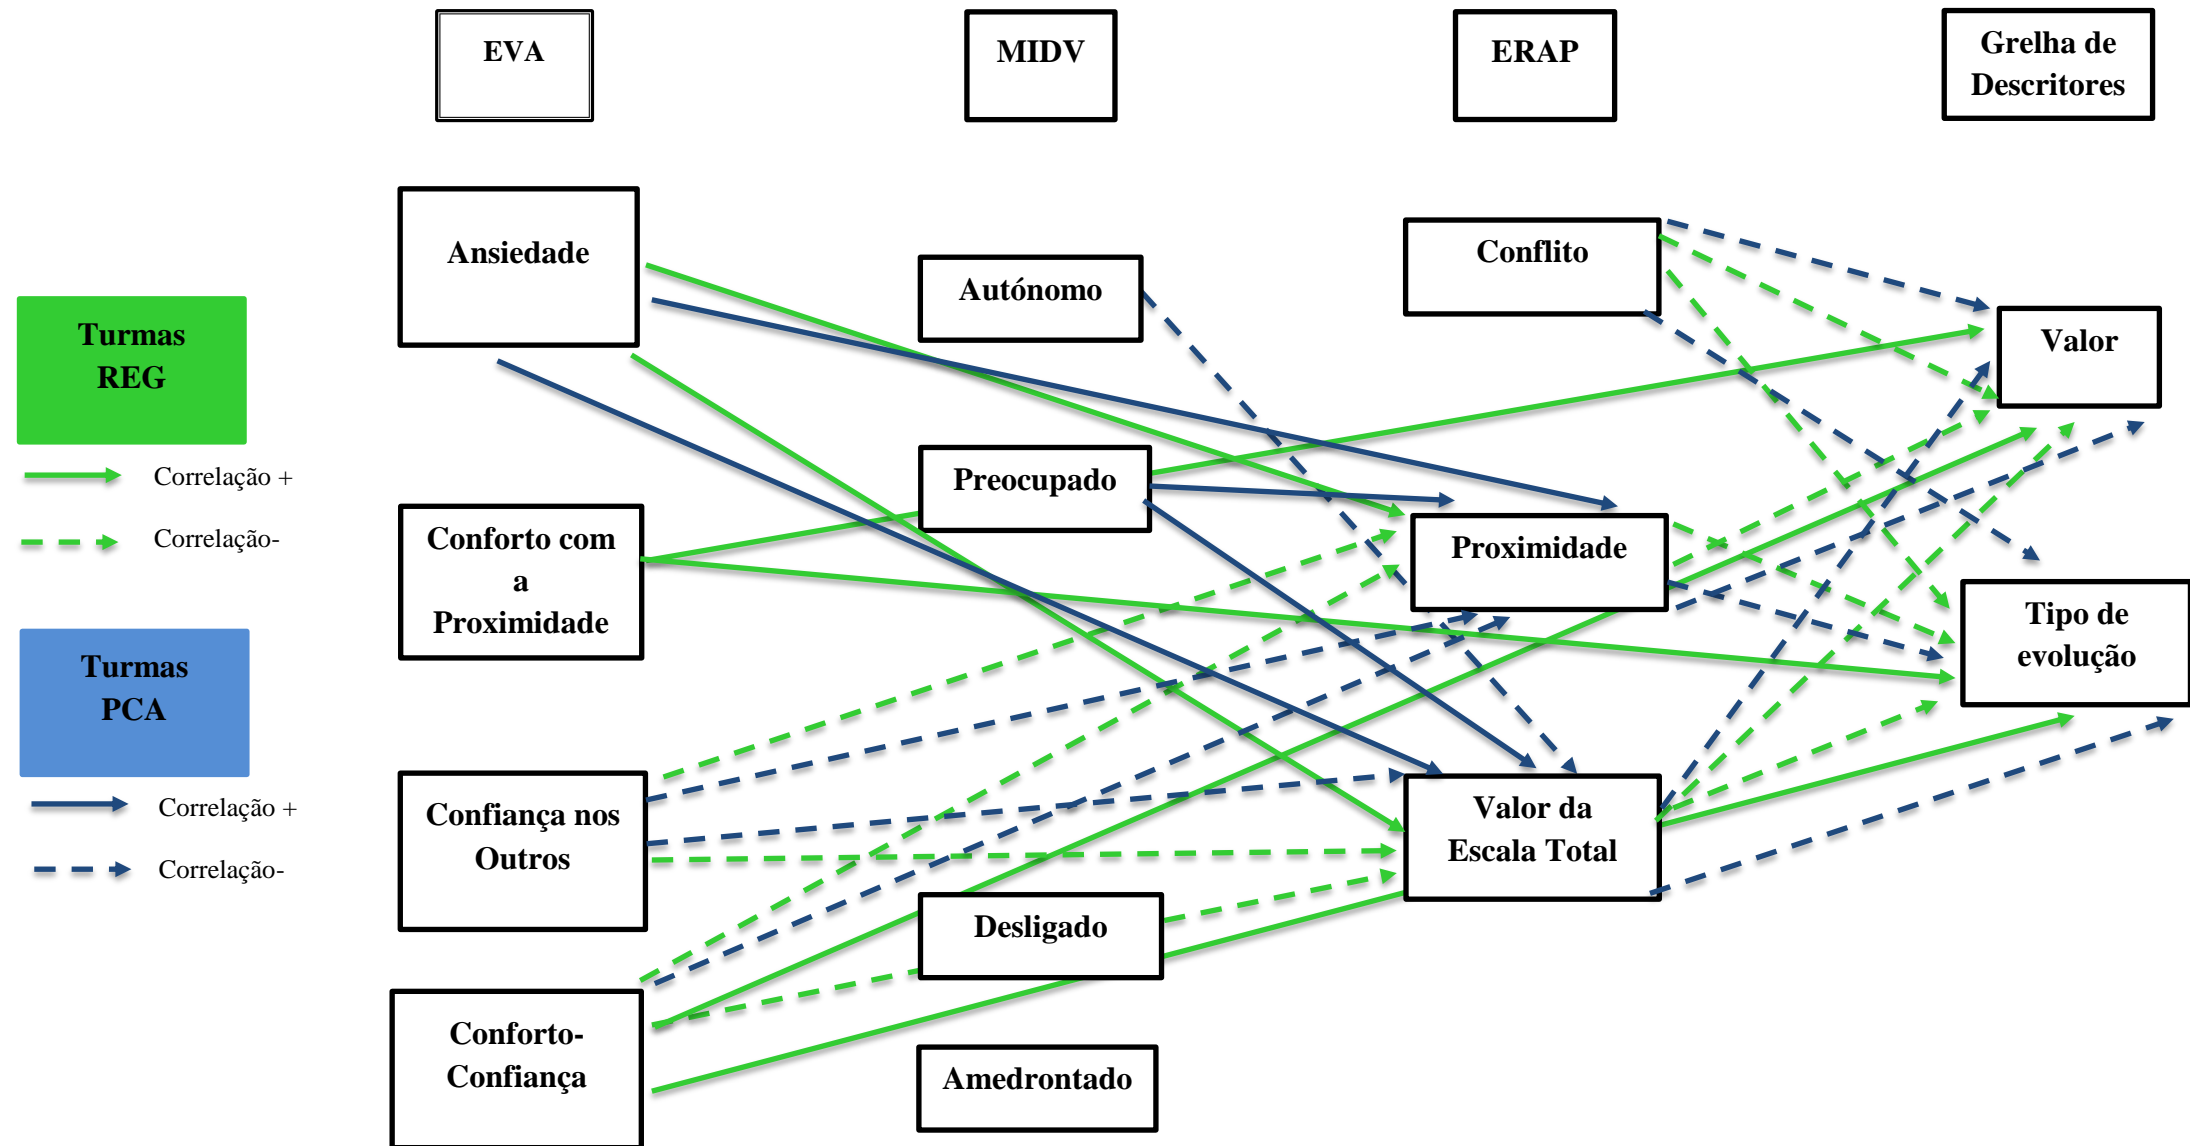 EVA
MIDV
ERAP
Grelha de
Descritores
Turmas
REG
Correlação +
Correlação-
Turmas
PCA
Correlação +
Correlação-
Ansiedade
Conforto com
a
Proximidade
Confiança nos
Outros
Conforto-
Confiança
Autónomo
Preocupado
Desligado
Amedrontado
Conflito
Proximidade
Valor da
Escala Total
Valor
Tipo de
evolução